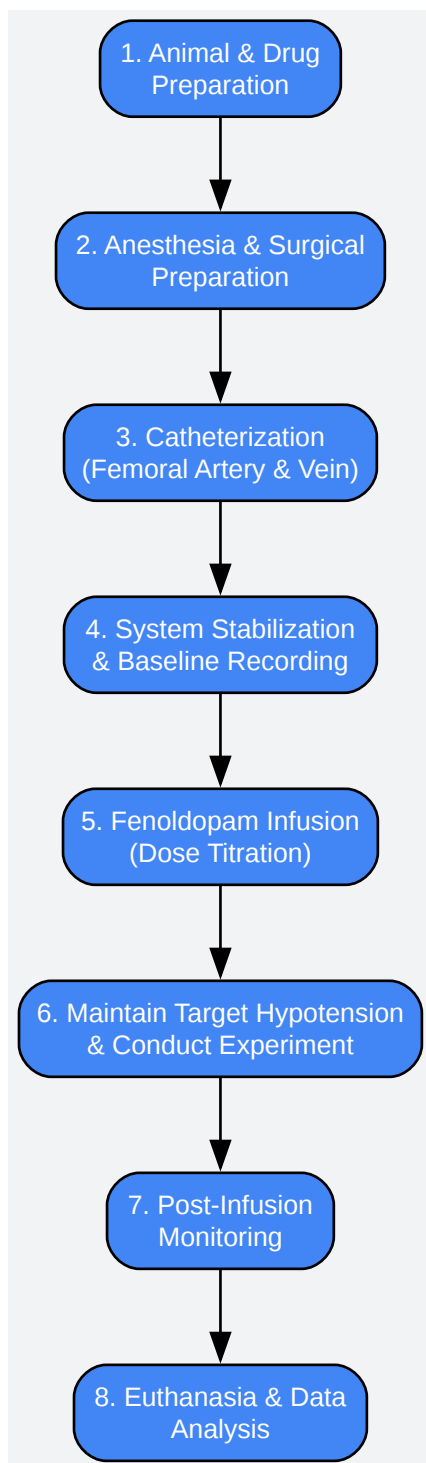 1. Animal & Drug
Preparation
2. Anesthesia & Surgical
Preparation
3. Catheterization
(Femoral Artery & Vein)
4. System Stabilization
& Baseline Recording
5. Fenoldopam Infusion
(Dose Titration)
6. Maintain Target Hypotension
& Conduct Experiment
7. Post-Infusion
Monitoring
8. Euthanasia & Data
Analysis